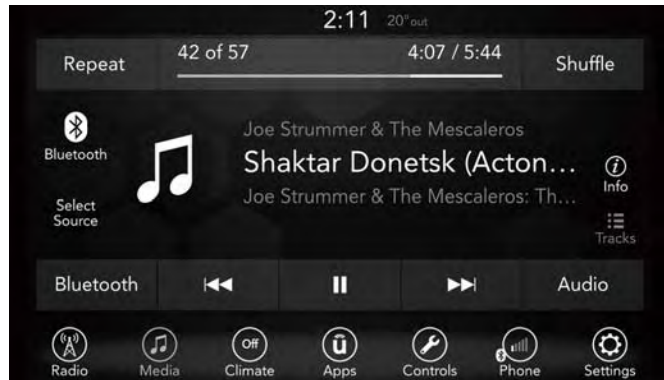 2:11 20° out
Repeat 42 of 57 4:07 / 5:44 Shuffle
Bluetooth
Joe Strummer & The Mescaleros
Shaktar Donetsk (Acton...
Joe Strummer & The Mescaleros: Th...
Info
Select
Source
Tracks
Bluetooth Audio
Radio Media Off Climate ū Apps Controls Phone Settings